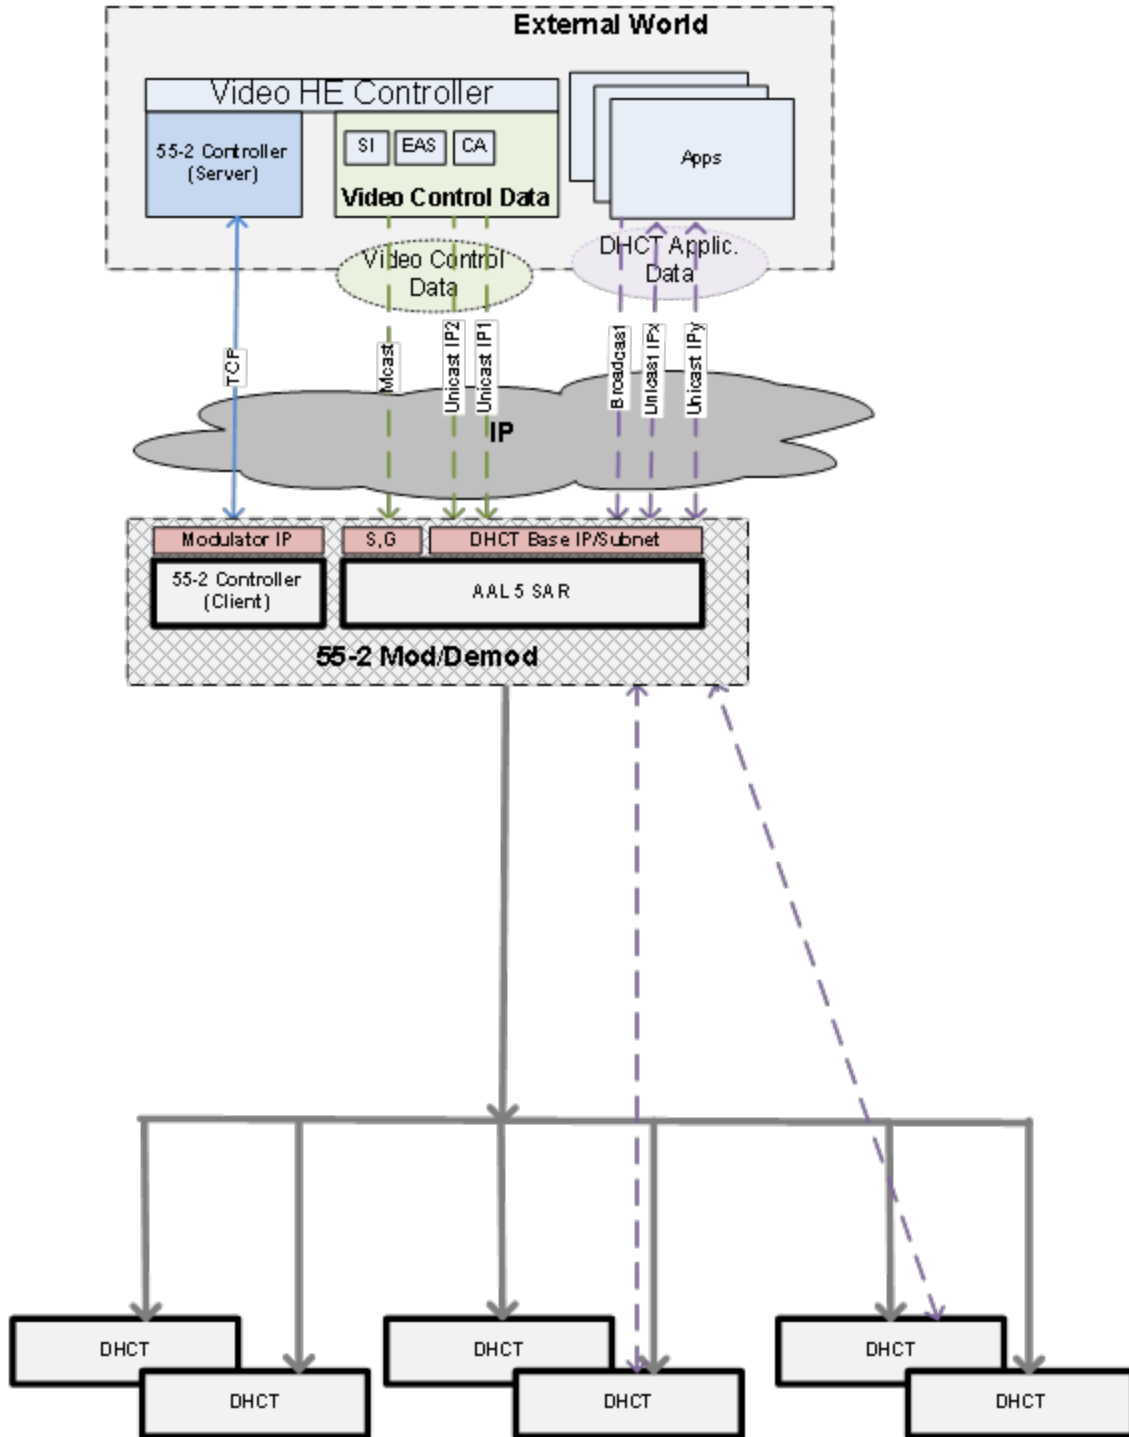 External World
Video HE Controller
55-2 Controller
(Server)
SI
EAS
CA
Video Control Data
Apps
Video Control
Data
DHCT Applic.
Data
TCP
Mcast
Unicast IP2
Unicast IP1
Broadcast
Unicast IPx
Unicast IPy
IP
Modulator IP
S,G
DHCT Base IP/Subnet
55-2 Controller
(Client)
AAL5 SAR
55-2 Mod/Demod
DHCT
DHCT
DHCT
DHCT
DHCT
DHCT